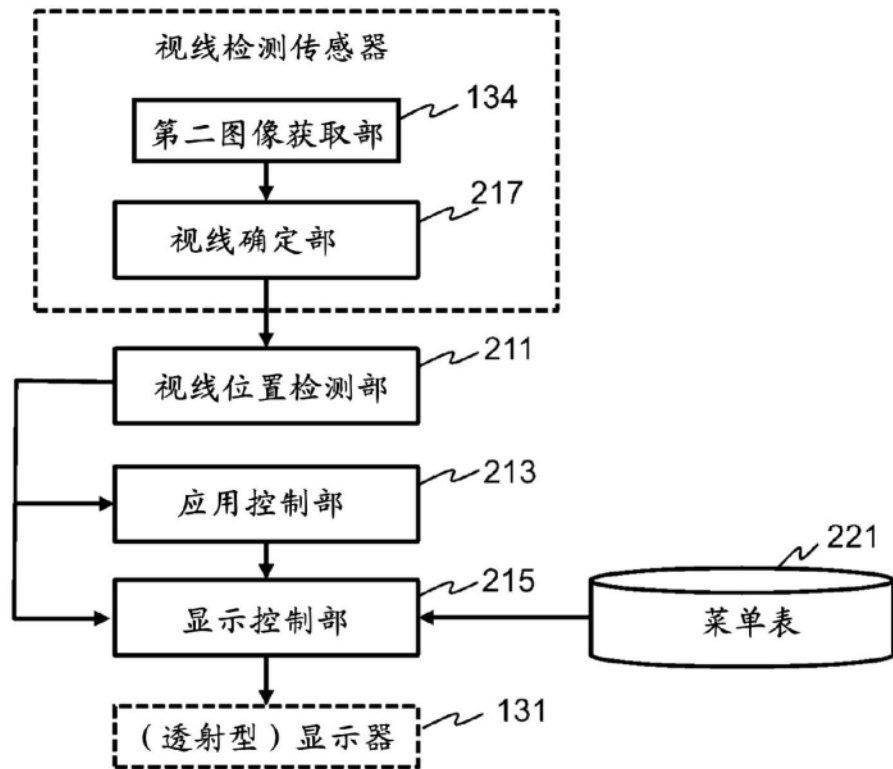 视线检测传感器
134
第二图像获取部
217
视线确定部
211
视线位置检测部
213
应用控制部
221
215
显示控制部
菜单表
131
(透射型)显示器